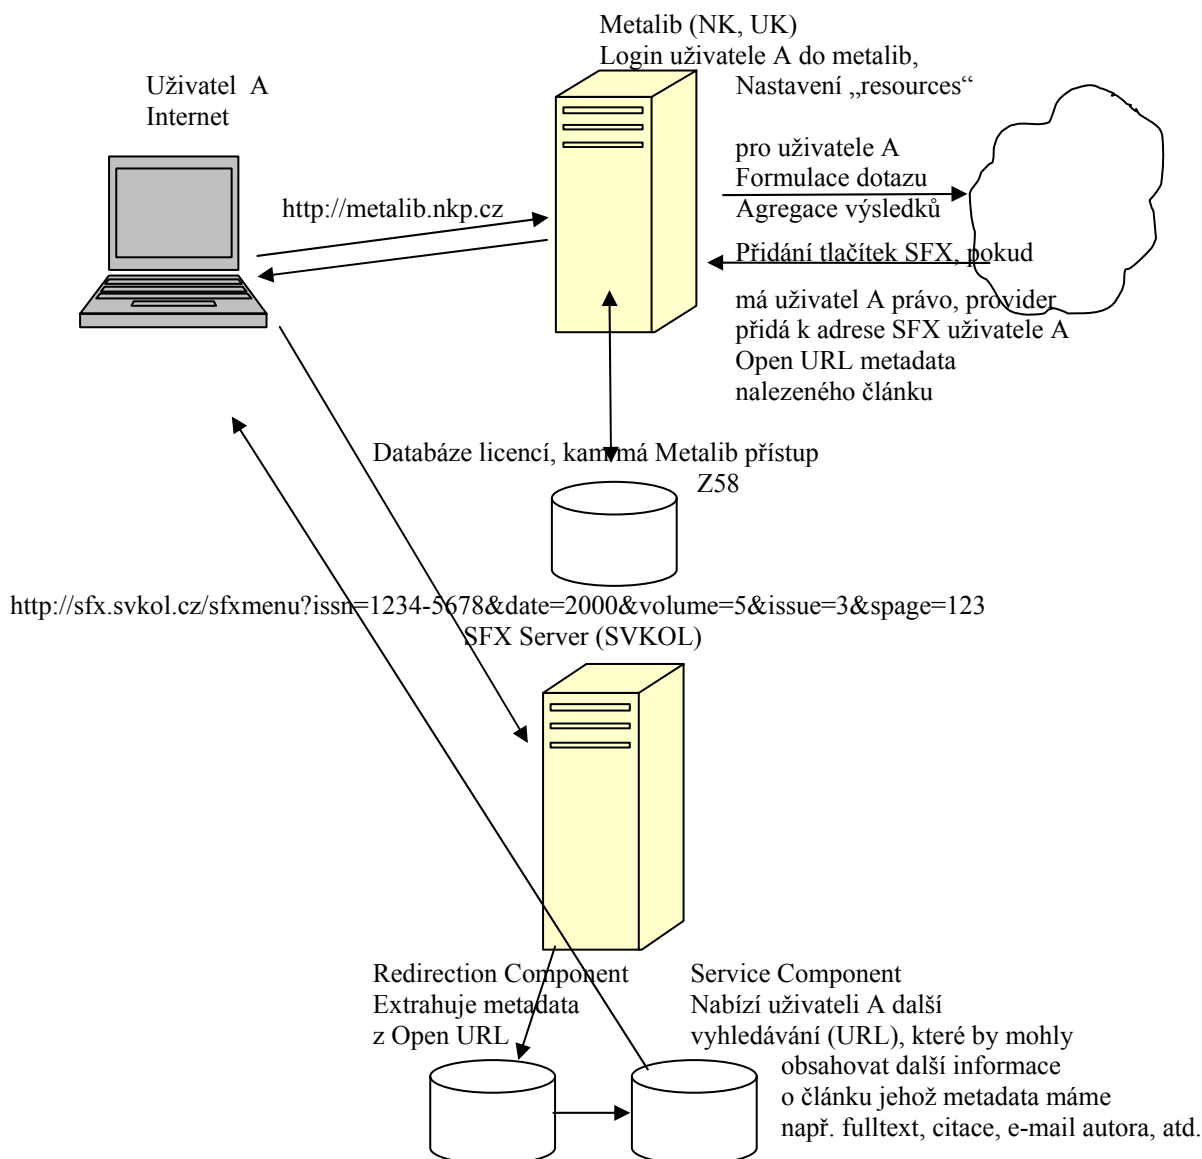 Metalib (NK, UK)
Login uživatele A do metalib,
Nastavení „resources“
Uživatel  A
Internet
pro uživatele A
Formulace dotazu
Agregace výsledků
http://metalib.nkp.cz
Přidání tlačítek SFX, pokud
má uživatel A právo, provider
přidá k adrese SFX uživatele A
Open URL metadata
nalezeného článku
Databáze licencí, kam má Metalib přístup
Z58
http://sfx.svkol.cz/sfxmenu?issn=1234-5678&date=2000&volume=5&issue=3&spage=123
SFX Server (SVKOL)
Redirection Component
Extrahuje metadata
z Open URL
Service Component
Nabízí uživateli A další
vyhledávání (URL), které by mohly
obsahovat další informace
o článku jehož metadata máme
např. fulltext, citace, e-mail autora, atd.